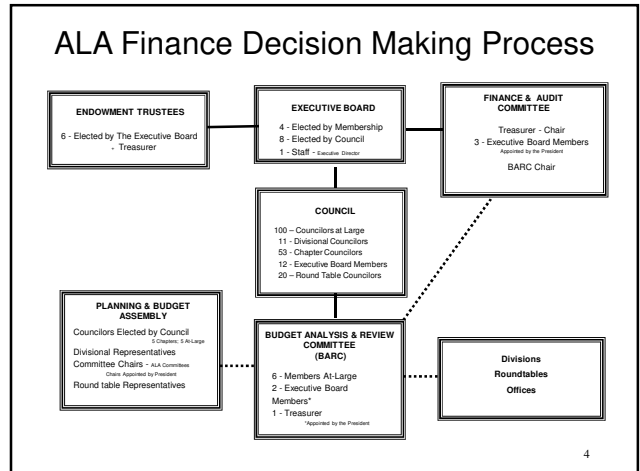 ALA Finance Decision Making Process
ENDOWMENT TRUSTEES
6 - Elected by The Executive Board
+ Treasurer
EXECUTIVE BOARD
4 - Elected by Membership
8 - Elected by Council
1 - Staff - Executive Director
FINANCE & AUDIT
COMMITTEE
Treasurer - Chair
3 - Executive Board Members
Appointed by the President
BARC Chair
COUNCIL
100 – Councilors at Large
11 - Divisional Councilors
53 - Chapter Councilors
12 - Executive Board Members
20 – Round Table Councilors
PLANNING & BUDGET
ASSEMBLY
Councilors Elected by Council
5 Chapters; 5 At-Large
Divisional Representatives
Committee Chairs - ALA Committees
Chairs Appointed by President
Round table Representatives
BUDGET ANALYSIS & REVIEW
COMMITTEE
(BARC)
6 - Members At-Large
2 - Executive Board
Members*
1 - Treasurer
*Appointed by the President
Divisions
Roundtables
Offices
4